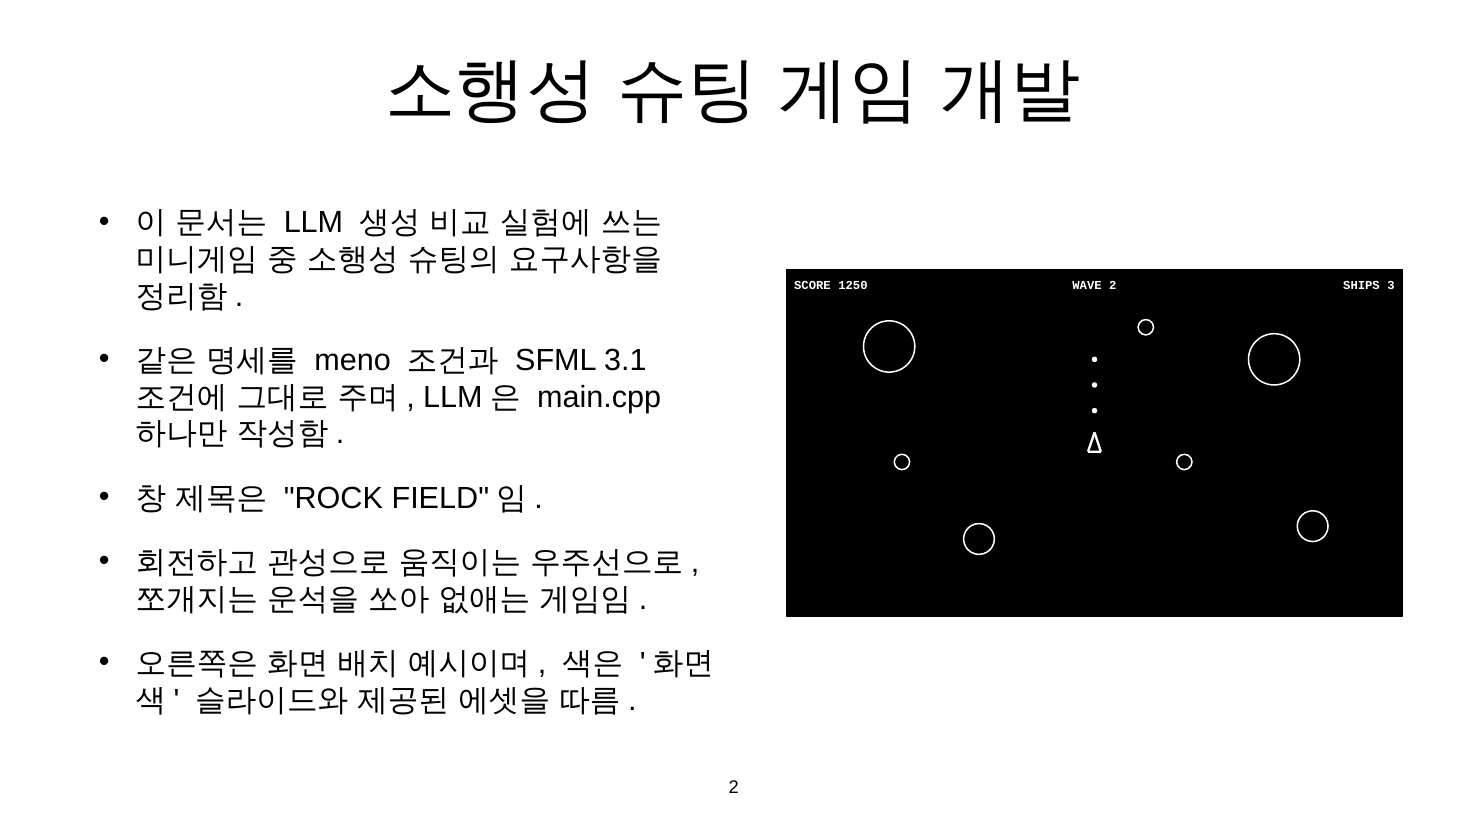 소행성 슈팅 게임 개발
• 이 문서는 LLM 생성 비교 실험에 쓰는
미니게임 중 소행성 슈팅의 요구사항을
정리함 .
• 같은 명세를 meno 조건과 SFML 3.1
조건에 그대로 주며 , LLM 은 main.cpp
하나만 작성함 .
• 창 제목은 "ROCK FIELD" 임 .
• 회전하고 관성으로 움직이는 우주선으로 ,
쪼개지는 운석을 쏘아 없애는 게임임 .
• 오른쪽은 화면 배치 예시이며 , 색은 ' 화면
색 ' 슬라이드와 제공된 에셋을 따름 .
SCORE 1250 WAVE 2 SHIPS 3
2